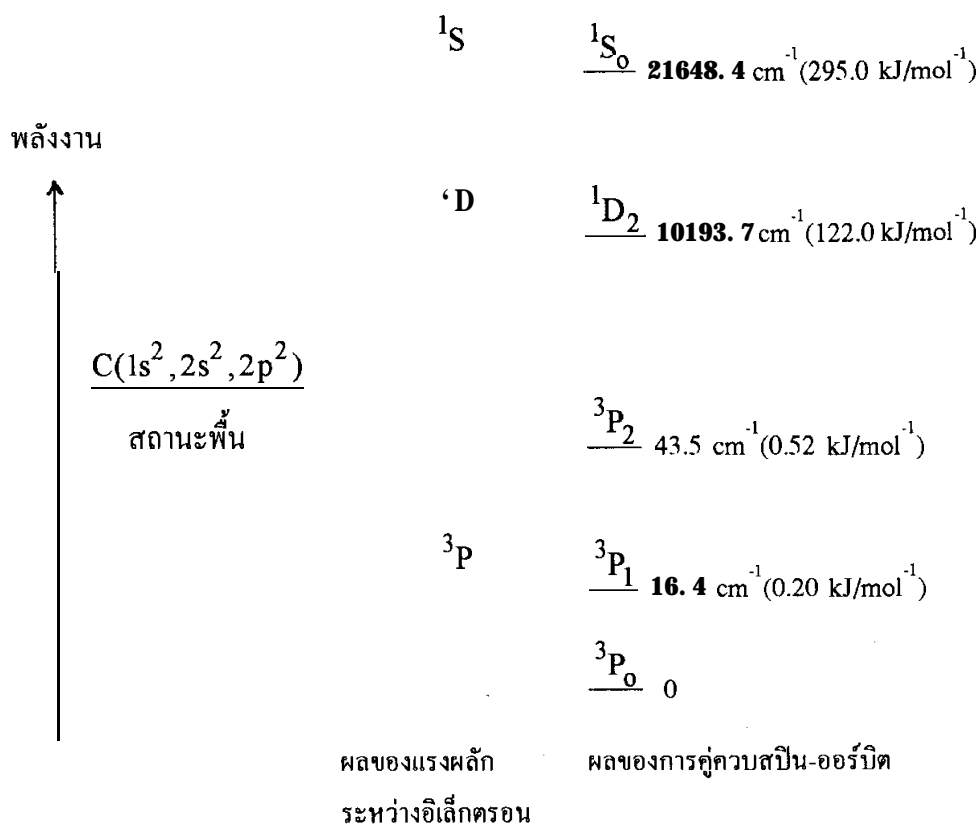 ¹S ¹S₀ 21648.4 cm⁻¹(295.0 kJ/mol⁻¹)
พลังงาน
‘D ¹D₂ 10193.7 cm⁻¹(122.0 kJ/mol⁻¹)
C(1s²,2s²,2p²)
สถานะพื้น
³P₂ 43.5 cm⁻¹(0.52 kJ/mol⁻¹)
³P ³P₁ 16.4 cm⁻¹(0.20 kJ/mol⁻¹)
³P₀ 0
ผลของแรงผลัก ผลของการคู่ควบสปิน-ออร์บิต
ระหว่างอิเล็กตรอน